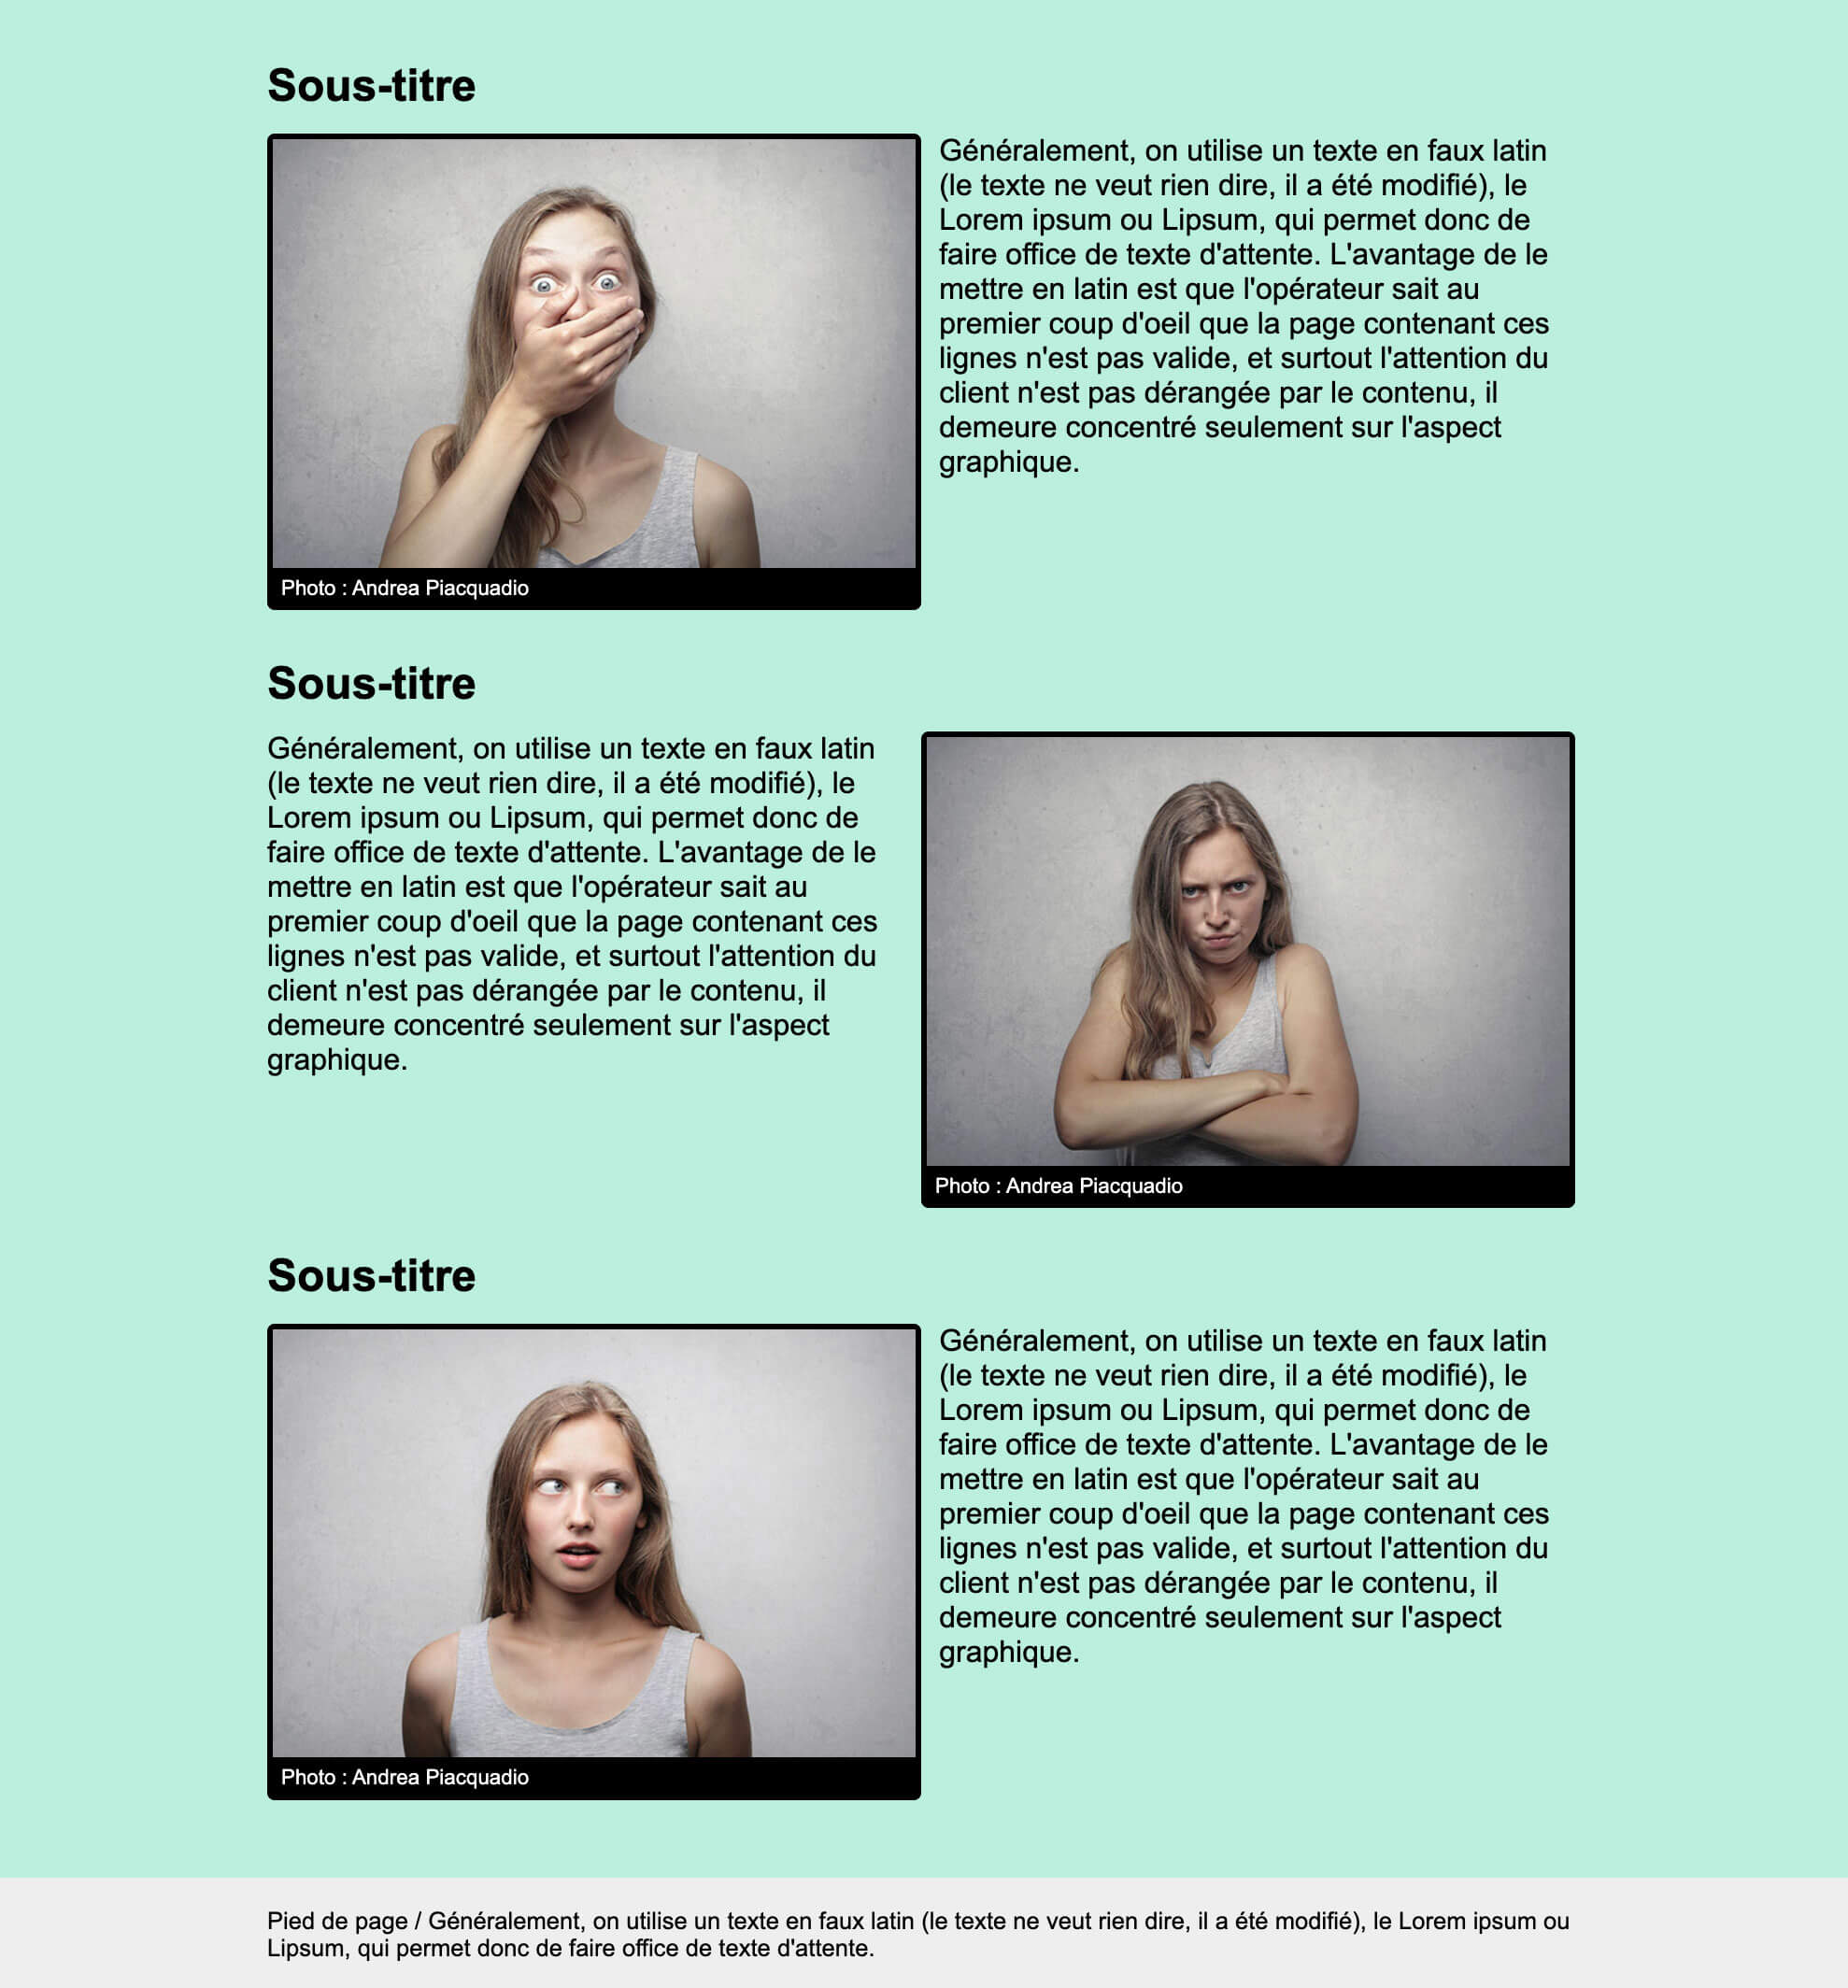 Sous-titre
Généralement, on utilise un texte en faux latin
(le texte ne veut rien dire, il a été modifié), le
Lorem ipsum ou Lipsum, qui permet donc de
faire office de texte d'attente. L'avantage de le
mettre en latin est que l'opérateur sait au
premier coup d'oeil que la page contenant ces
lignes n'est pas valide, et surtout l'attention du
client n'est pas dérangée par le contenu, il
demeure concentré seulement sur l'aspect
graphique.
Photo : Andrea Piacquadio
Sous-titre
Généralement, on utilise un texte en faux latin
(le texte ne veut rien dire, il a été modifié), le
Lorem ipsum ou Lipsum, qui permet donc de
faire office de texte d'attente. L'avantage de le
mettre en latin est que l'opérateur sait au
premier coup d'oeil que la page contenant ces
lignes n'est pas valide, et surtout l'attention du
client n'est pas dérangée par le contenu, il
demeure concentré seulement sur l'aspect
graphique.
Photo : Andrea Piacquadio
Sous-titre
Généralement, on utilise un texte en faux latin
(le texte ne veut rien dire, il a été modifié), le
Lorem ipsum ou Lipsum, qui permet donc de
faire office de texte d'attente. L'avantage de le
mettre en latin est que l'opérateur sait au
premier coup d'oeil que la page contenant ces
lignes n'est pas valide, et surtout l'attention du
client n'est pas dérangée par le contenu, il
demeure concentré seulement sur l'aspect
graphique.
Photo : Andrea Piacquadio
Pied de page / Généralement, on utilise un texte en faux latin (le texte ne veut rien dire, il a été modifié), le Lorem ipsum ou
Lipsum, qui permet donc de faire office de texte d'attente.